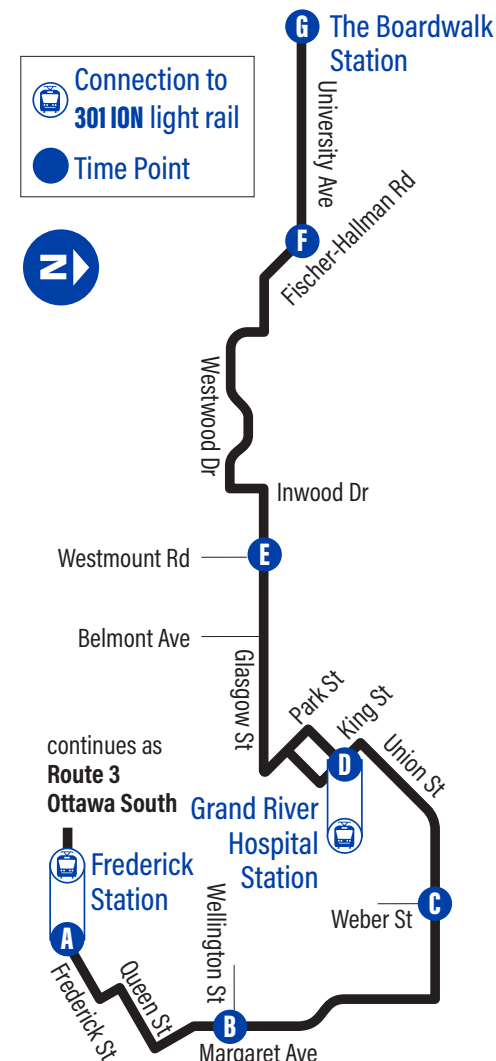 G
The Boardwalk
Station
Connection to
301 ION light rail
Time Point
N
University Ave
F
Fischer-Hallman Rd
Westwood Dr
Inwood Dr
E
Westmount Rd
Belmont Ave
Glasgow St
Park St
King St
Union St
D
Grand River
Hospital
Station
continues as
Route 3
Ottawa South
Frederick
Station
A
Frederick St
Queen St
Wellington St
B
Margaret Ave
Weber St
C